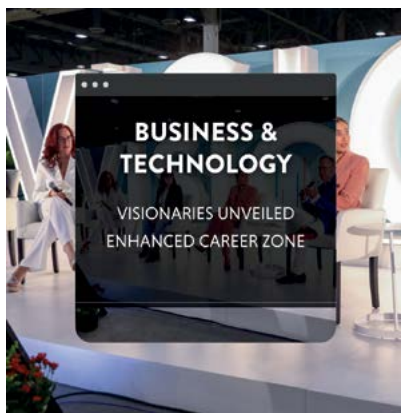 BUSINESS &
TECHNOLOGY
VISIONARIES UNVEILED
ENHANCED CAREER ZONE